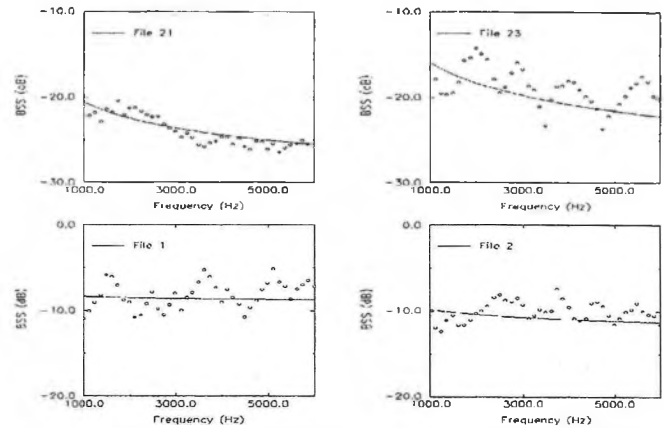 -10.0
File 21
BSS (dB)
-20.0
-30.0
1000.0 3000.0 5000.0
Frequency (Hz)
-10.0
File 23
BSS (dB)
-20.0
-30.0
1000.0 3000.0 5000.0
Frequency (Hz)
0.0
File 1
BSS (dB)
-10.0
-20.0
1000.0 3000.0 5000.0
Frequency (Hz)
0.0
File 2
BSS (dB)
-10.0
-20.0
1000.0 3000.0 5000.0
Frequency (Hz)